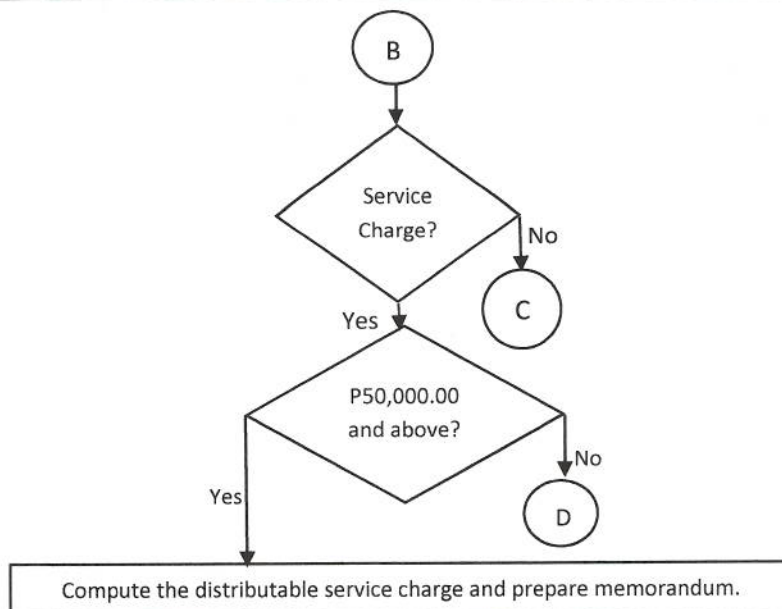 B
Service
Charge?
No
C
Yes
P50,000.00
and above?
No
D
Yes
Compute the distributable service charge and prepare memorandum.